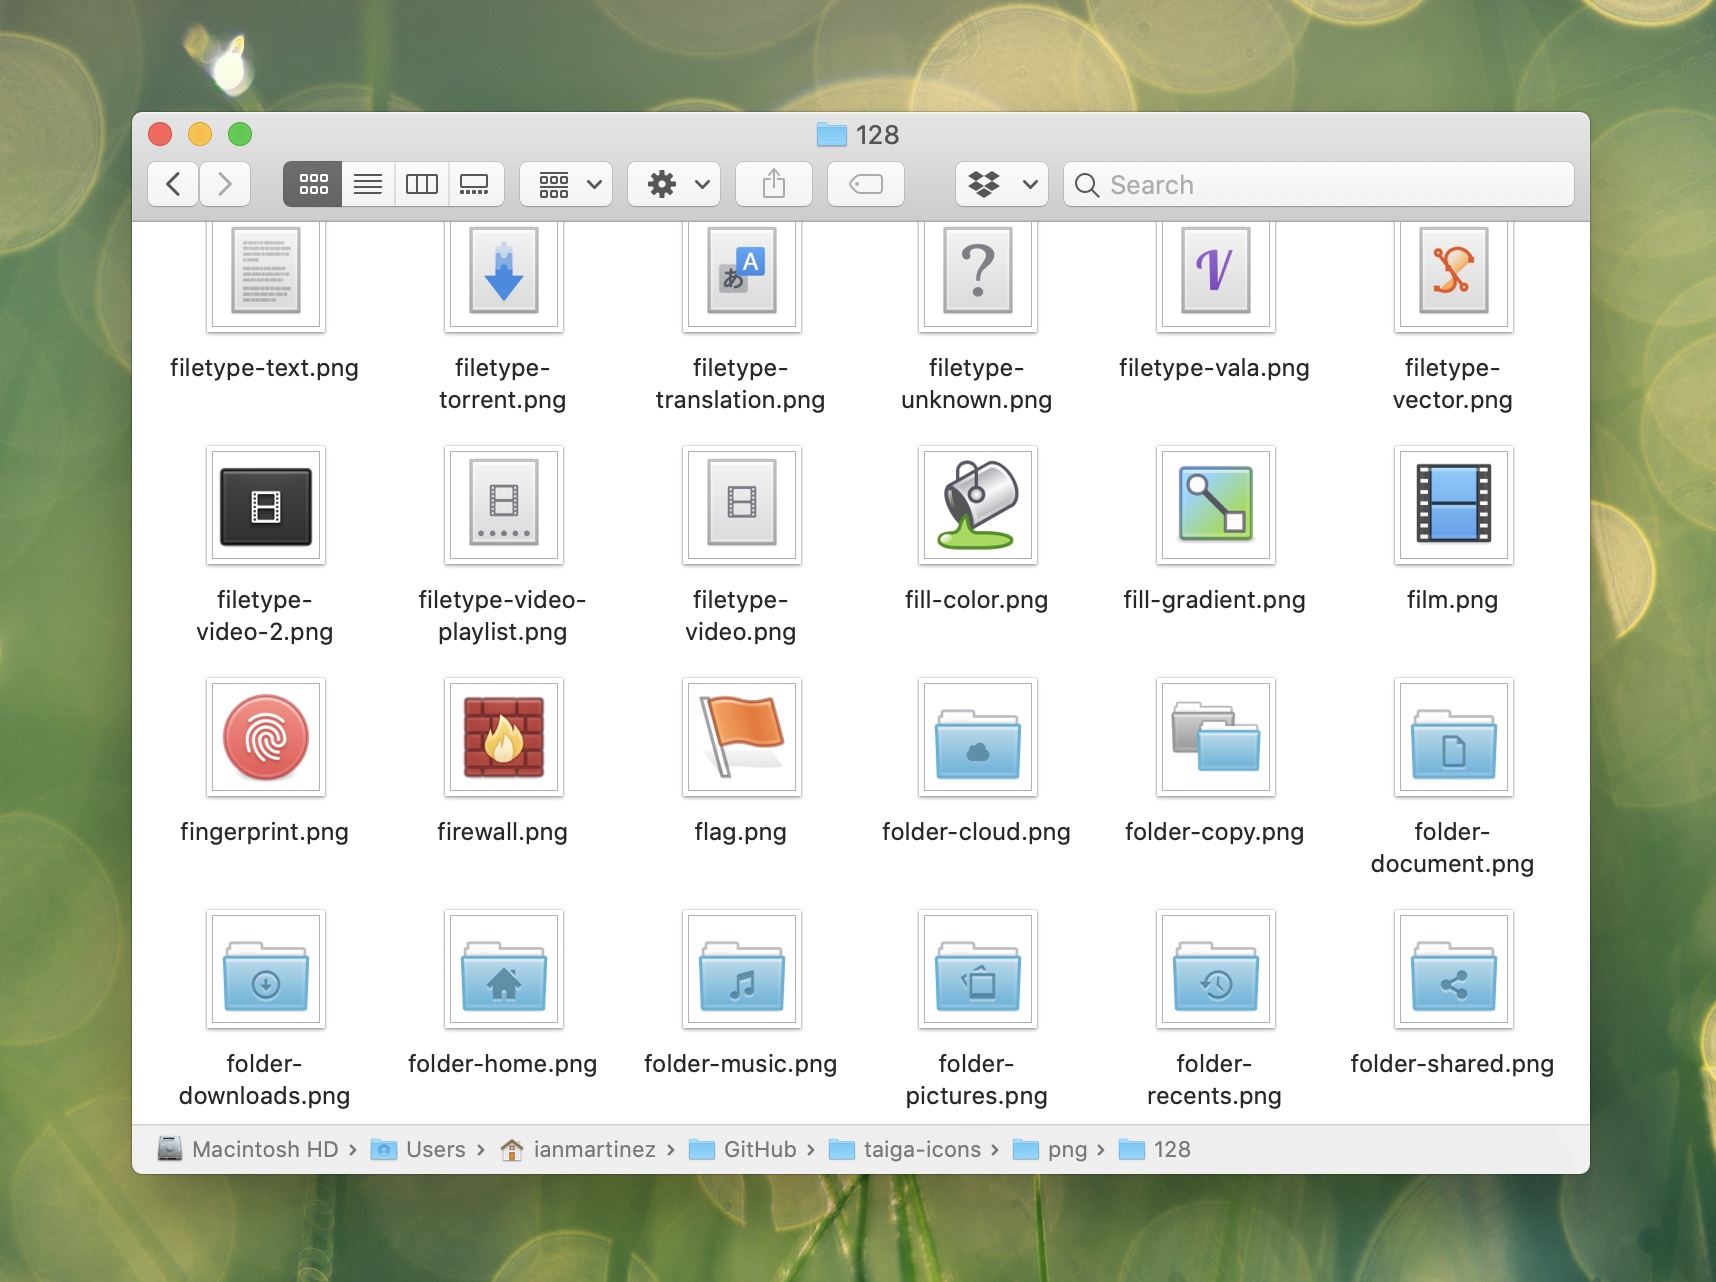 128
Search
A
あ
?
V
filetype-text.png
filetype-
torrent.png
filetype-
translation.png
filetype-
unknown.png
filetype-vala.png
filetype-
vector.png
filetype-
video-2.png
filetype-video-
playlist.png
filetype-
video.png
fill-color.png
fill-gradient.png
film.png
fingerprint.png
firewall.png
flag.png
folder-cloud.png
folder-copy.png
folder-
document.png
folder-
downloads.png
folder-home.png
folder-music.png
folder-
pictures.png
folder-
recents.png
folder-shared.png
Macintosh HD › Users › ianmartinez › GitHub › taiga-icons › png › 128